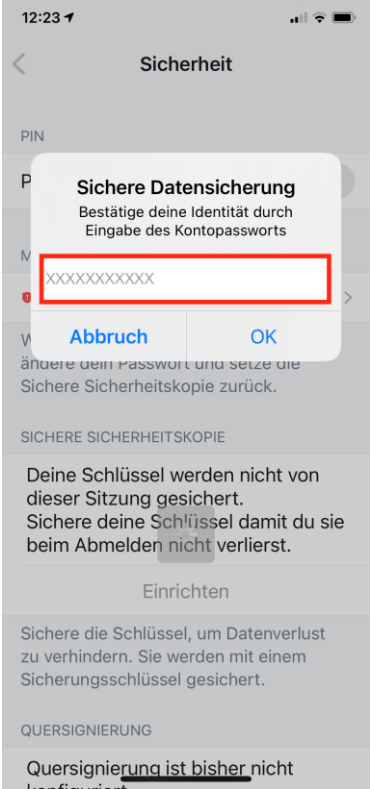 12:23
Sicherheit
PIN
P
Sichere Datensicherung
Bestätige deine Identität durch
Eingabe des Kontopassworts
M
XXXXXXXXXXX
W
Abbruch
OK
ändere dein Passwort und setze die
Sichere Sicherheitskopie zurück.
SICHERE SICHERHEITSKOPIE
Deine Schlüssel werden nicht von
dieser Sitzung gesichert.
Sichere deine Schlüssel damit du sie
beim Abmelden nicht verlierst.
Einrichten
Sichere die Schlüssel, um Datenverlust
zu verhindern. Sie werden mit einem
Sicherungsschlüssel gesichert.
QUERSIGNIERUNG
Quersignierung ist bisher nicht
konfiguriert